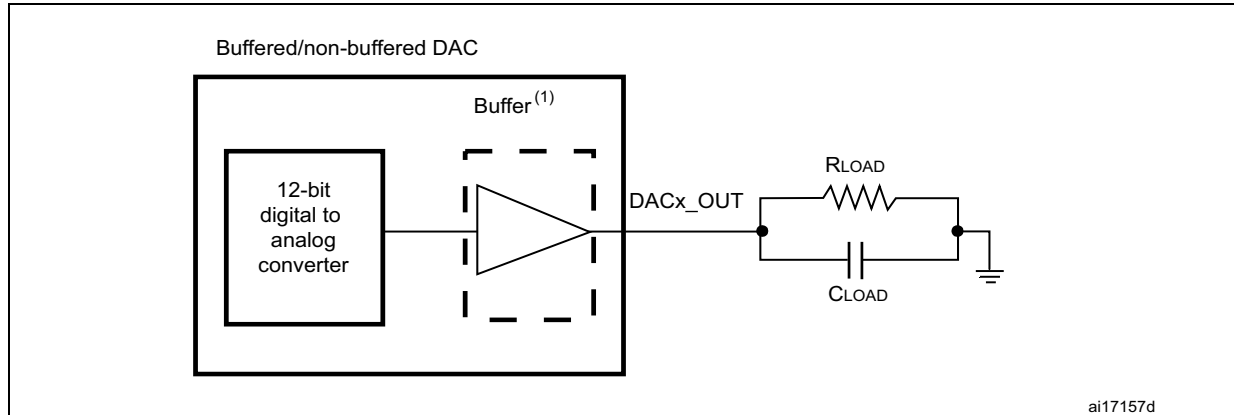 Buffered/non-buffered DAC
Buffer(1)
12-bit
digital to
analog
converter
DACx_OUT
RLOAD
CLOAD
ai17157d